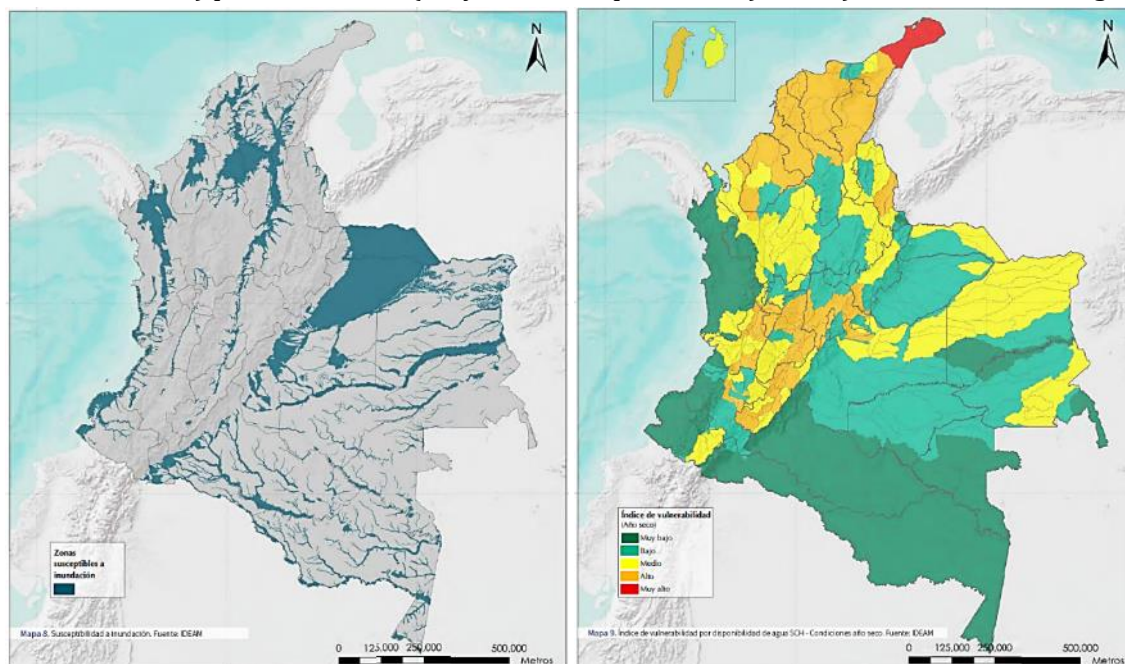 N
Zonas
susceptibles a
inundación
Mapa 8. Susceptibilidad a inundación. Fuente: IDEAM
0 125,000 250,000 500,000
Metros
N
Índice de vulnerabilidad
(Año seco)
Muy bajo
Bajo
Medio
Alto
Muy alto
Mapa 9. Índice de vulnerabilidad por disponibilidad de agua SCH - Condiciones año seco. Fuente: IDEAM
0 125,000 250,000 500,000
Metros